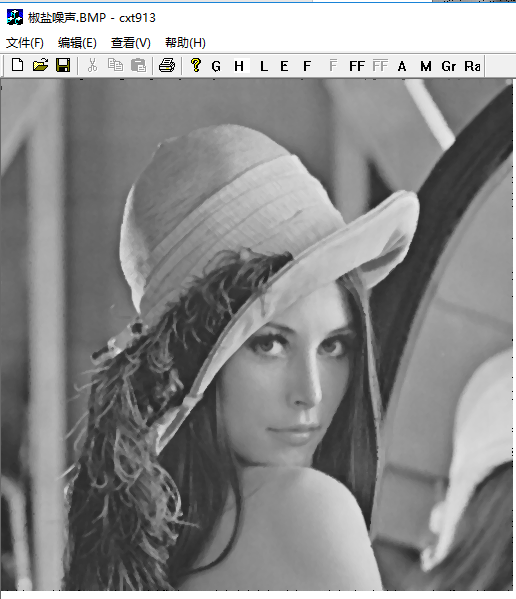 椒盐噪声.BMP - cxt913
文件(F) 编辑(E) 查看(V) 帮助(H)
G H L E F F FF FF A M Gr Ra